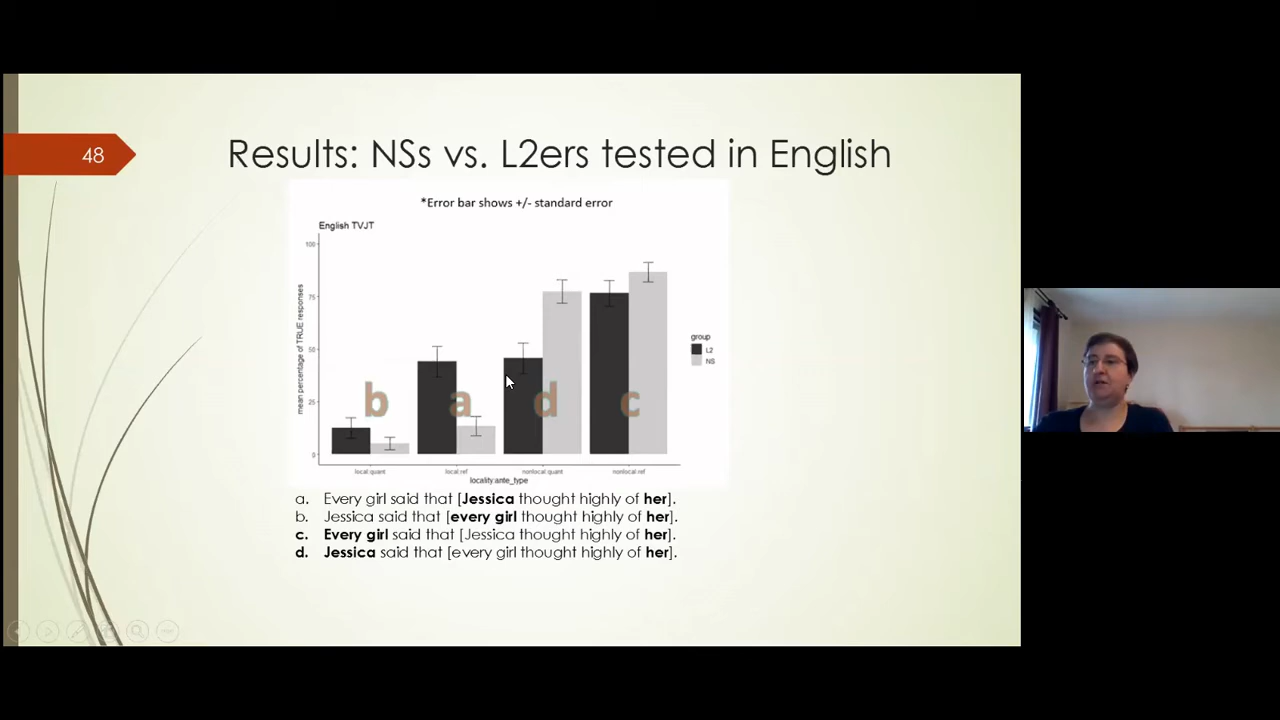 48
Results: NSs vs. L2ers tested in English
*Error bar shows +/- standard error
English TVJT
mean percentage of TRUE responses
100
75
50
25
0
b
a
d
c
group
L2
NS
local:quant
local:ref
nonlocal:quant
nonlocal:ref
locality:ante_type
a. Every girl said that [Jessica thought highly of her].
b. Jessica said that [every girl thought highly of her].
c. Every girl said that [Jessica thought highly of her].
d. Jessica said that [every girl thought highly of her].